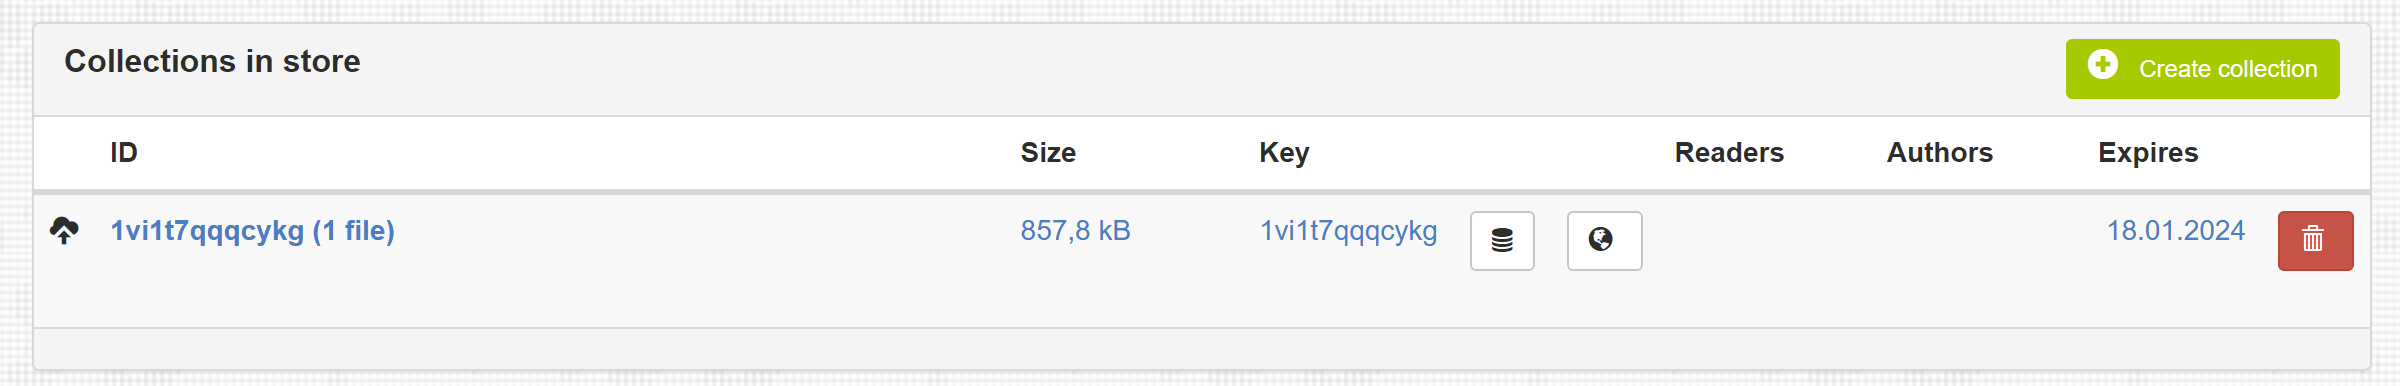 Collections in store
Create collection
ID Size Key Readers Authors Expires
1vi1t7qqqcykg (1 file) 857,8 kB 1vi1t7qqqcykg 18.01.2024